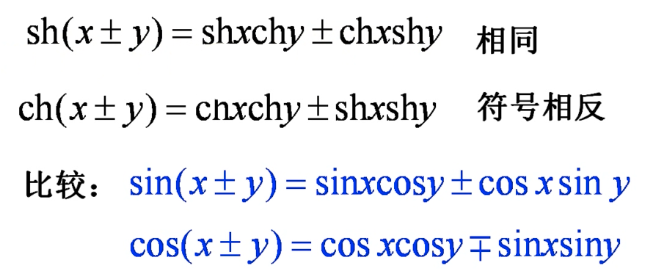 sh(x ± y) = shxchy ± chxshy 相同
ch(x ± y) = chxchy ± shxshy 符号相反
比较： sin(x ± y) = sinxcosy ± cos x sin y
cos(x ± y) = cos xcosy ∓ sinxsiny